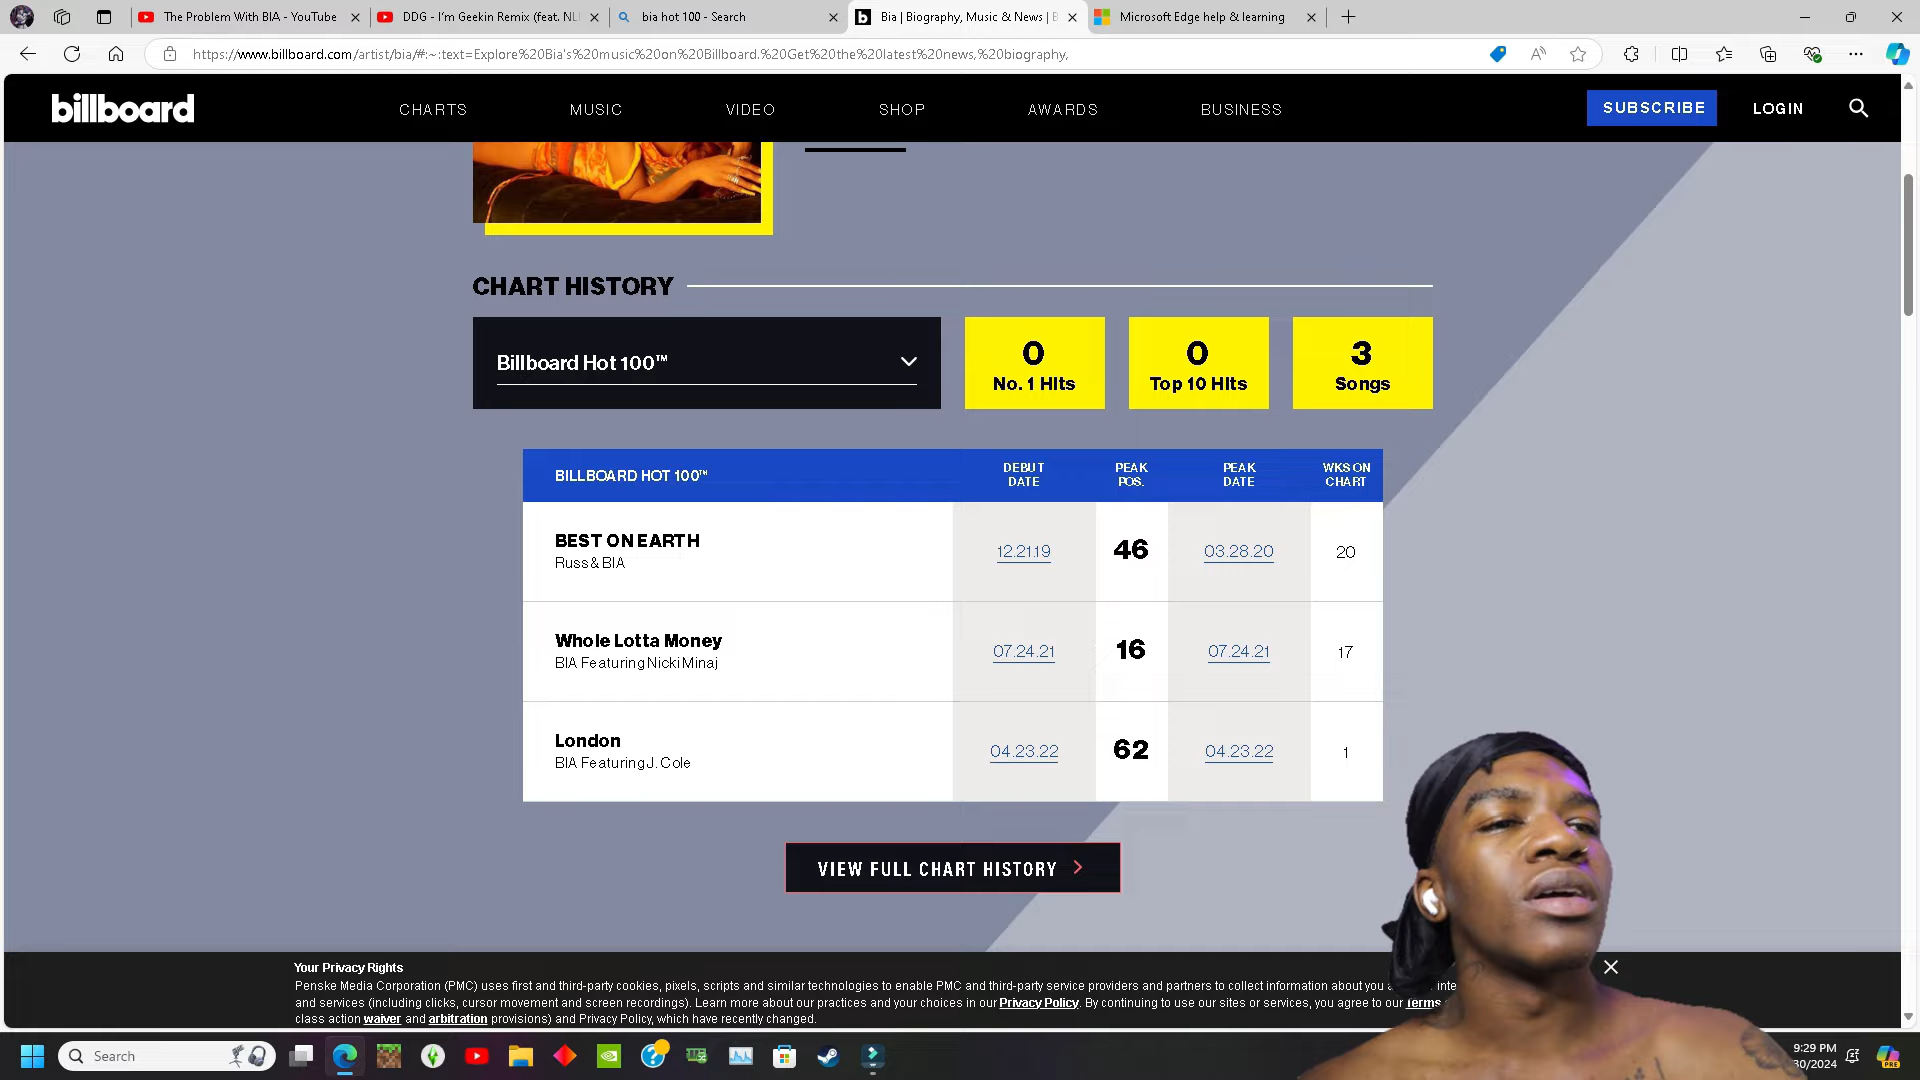 The Problem With BIA - YouTube
DDG - I'm Geekin Remix (feat. NL
bia hot 100 - Search
Bia | Biography, Music & News | B
Microsoft Edge help & learning
https://www.billboard.com/artist/bia/#:~:text=Explore%20Bia's%20music%20on%20Billboard.%20Get%20the%20latest%20news,%20biography,
billboard
CHARTS
MUSIC
VIDEO
SHOP
AWARDS
BUSINESS
SUBSCRIBE
LOGIN
CHART HISTORY
Billboard Hot 100™
0
No. 1 Hits
0
Top 10 Hits
3
Songs
BILLBOARD HOT 100™
DEBUT
DATE
PEAK
POS.
PEAK
DATE
WKS ON
CHART
BEST ON EARTH
Russ & BIA
12.21.19
46
03.28.20
20
Whole Lotta Money
BIA Featuring Nicki Minaj
07.24.21
16
07.24.21
17
London
BIA Featuring J. Cole
04.23.22
62
04.23.22
1
VIEW FULL CHART HISTORY
Your Privacy Rights
Penske Media Corporation (PMC) uses first and third-party cookies, pixels, scripts and similar technologies to enable PMC and third-party service providers and partners to collect information about you a inte
and services (including clicks, cursor movement and screen recordings). Learn more about our practices and your choices in our Privacy Policy. By continuing to use our sites or services, you agree to our Terms
class action waiver and arbitration provisions) and Privacy Policy, which have recently changed.
Search
9:29 PM
30/2024
PRE